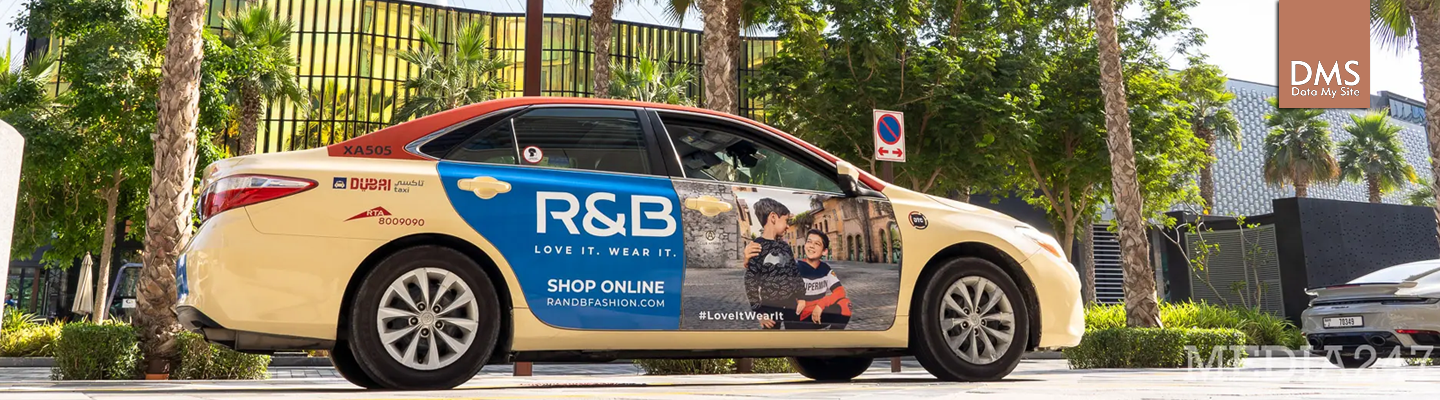 DMS
Data My Site
XA505
DUBAI تاكسي
taxi
RTA
8009090
R&B
LOVE IT. WEAR IT.
SHOP ONLINE
RANDBFASHION.COM
#LoveItWearIt
DTC
70349
MEDIA247